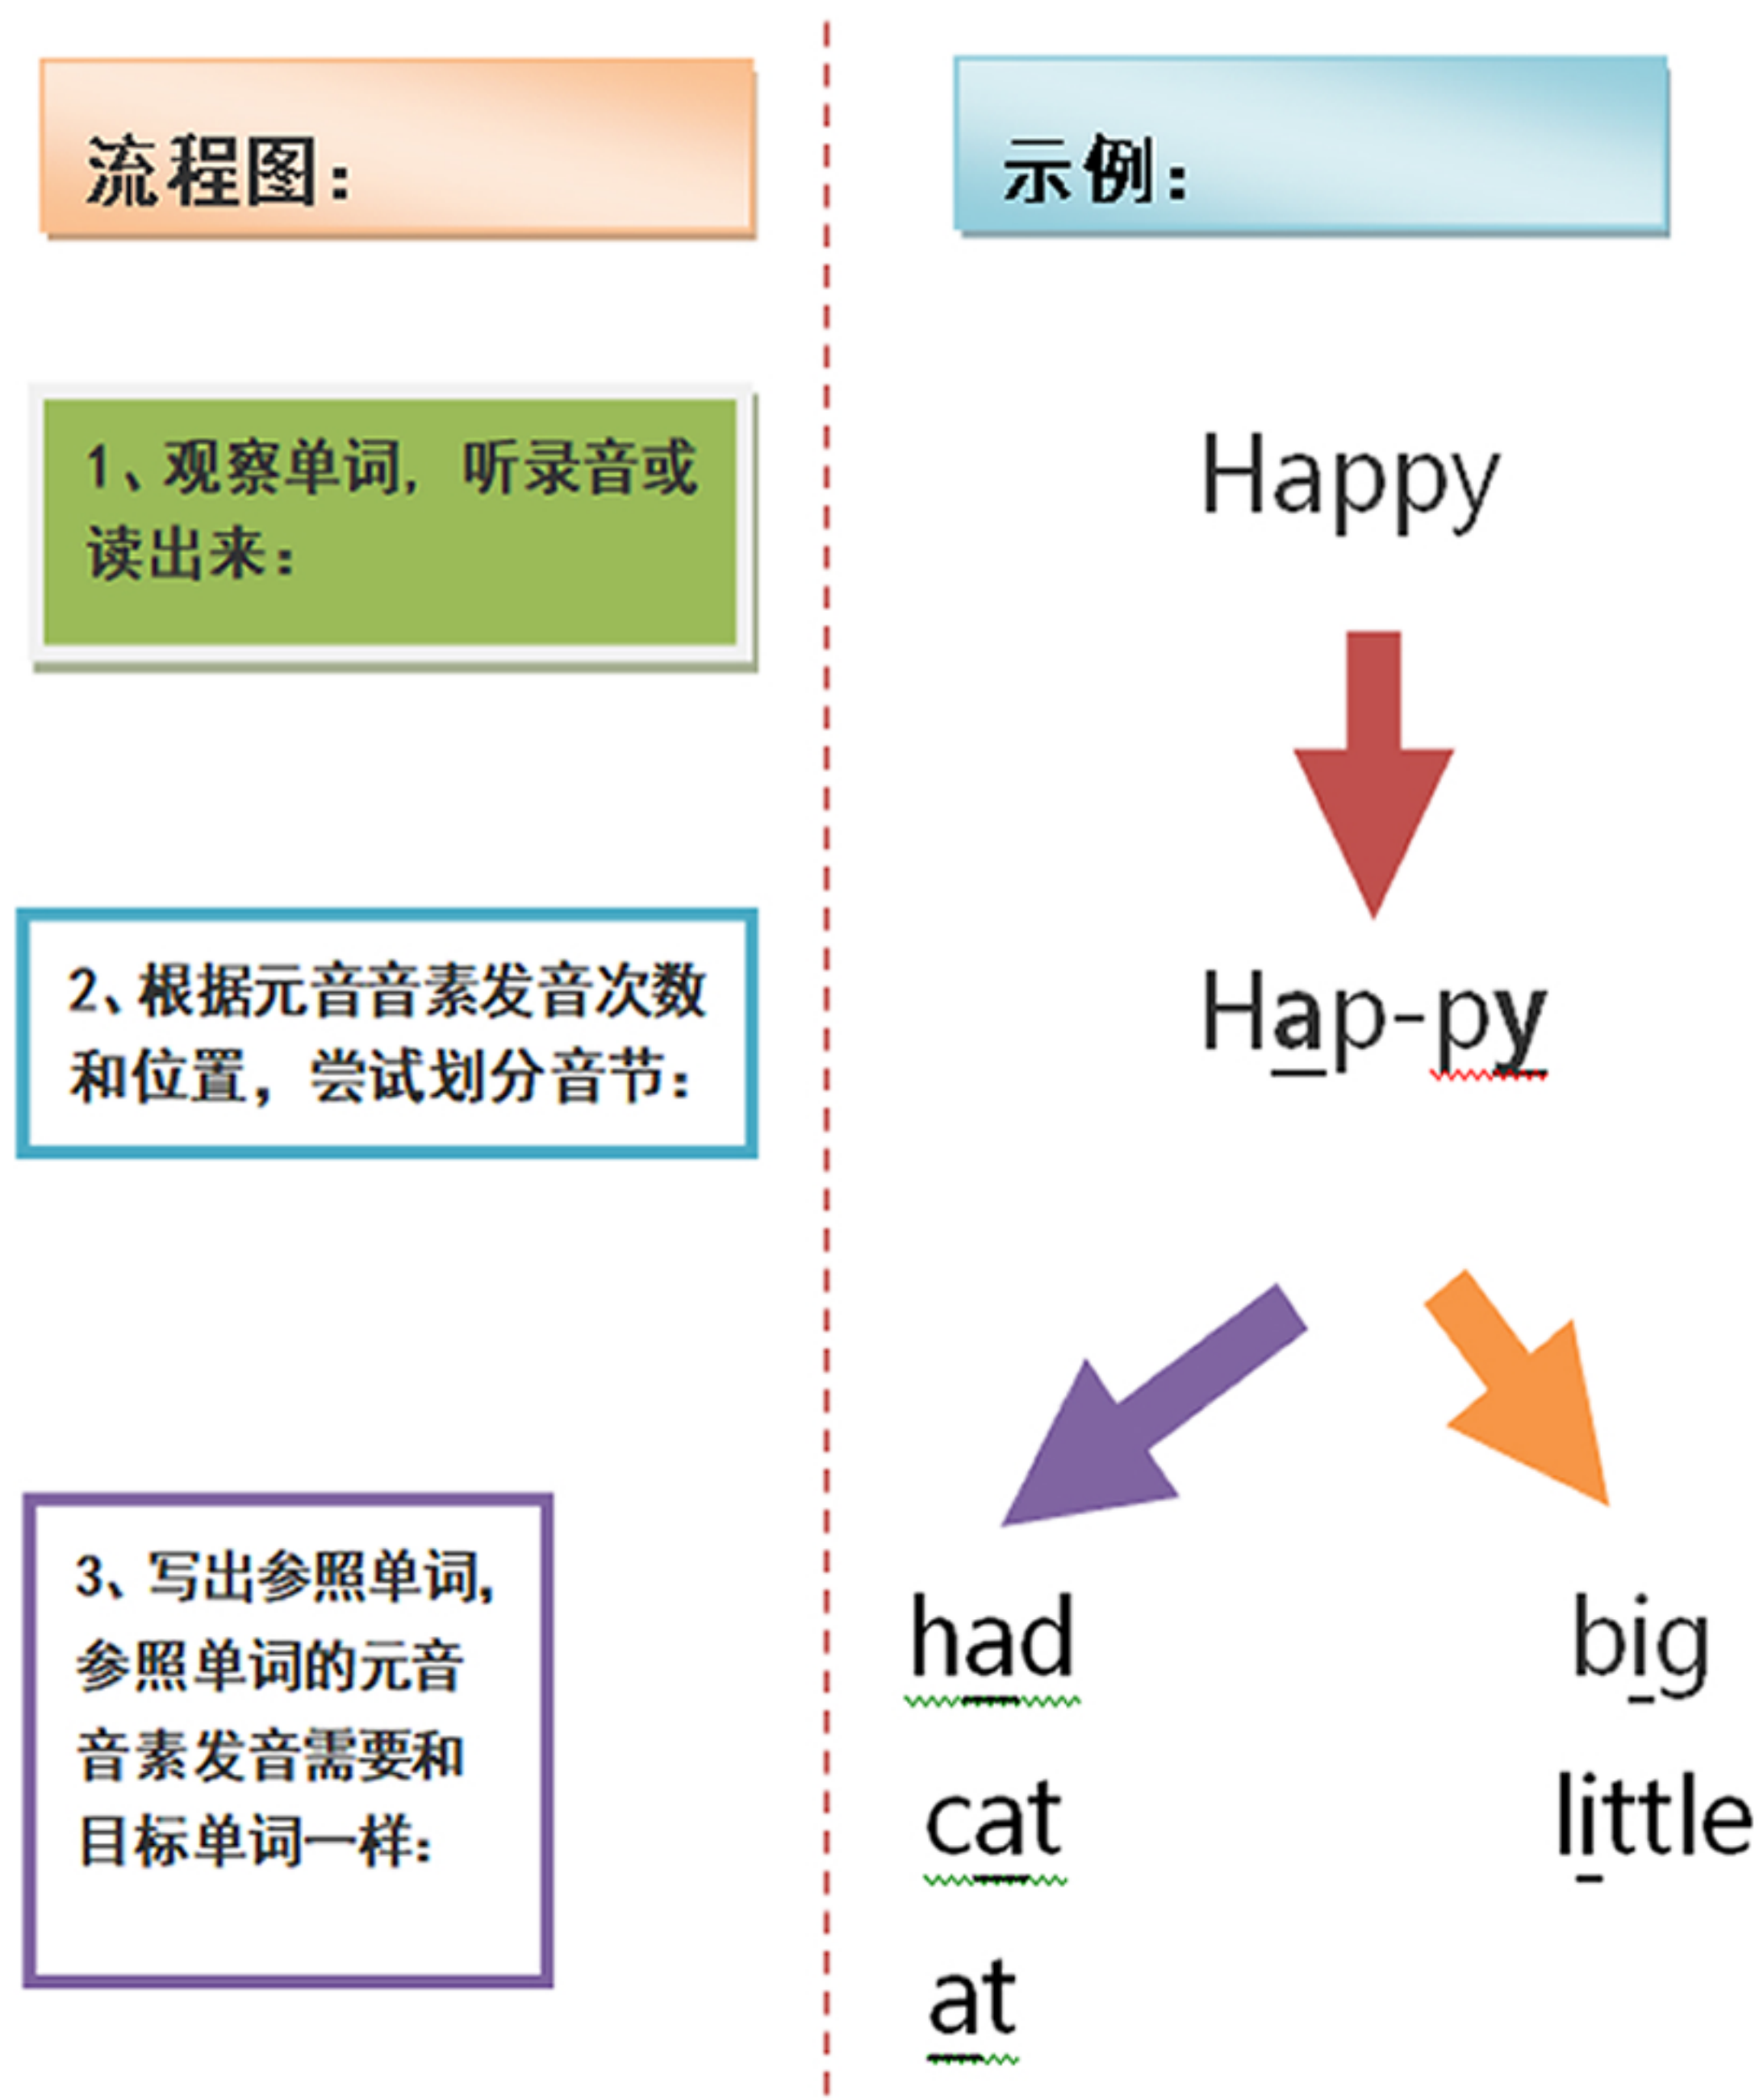 流程图：
1、观察单词, 听录音或
读出来：
2、根据元音音素发音次数
和位置，尝试划分音节：
3、写出参照单词,
参照单词的元音
音素发音需要和
目标单词一样：
示例：
Happy
Hap-py
had
cat
at
big
little